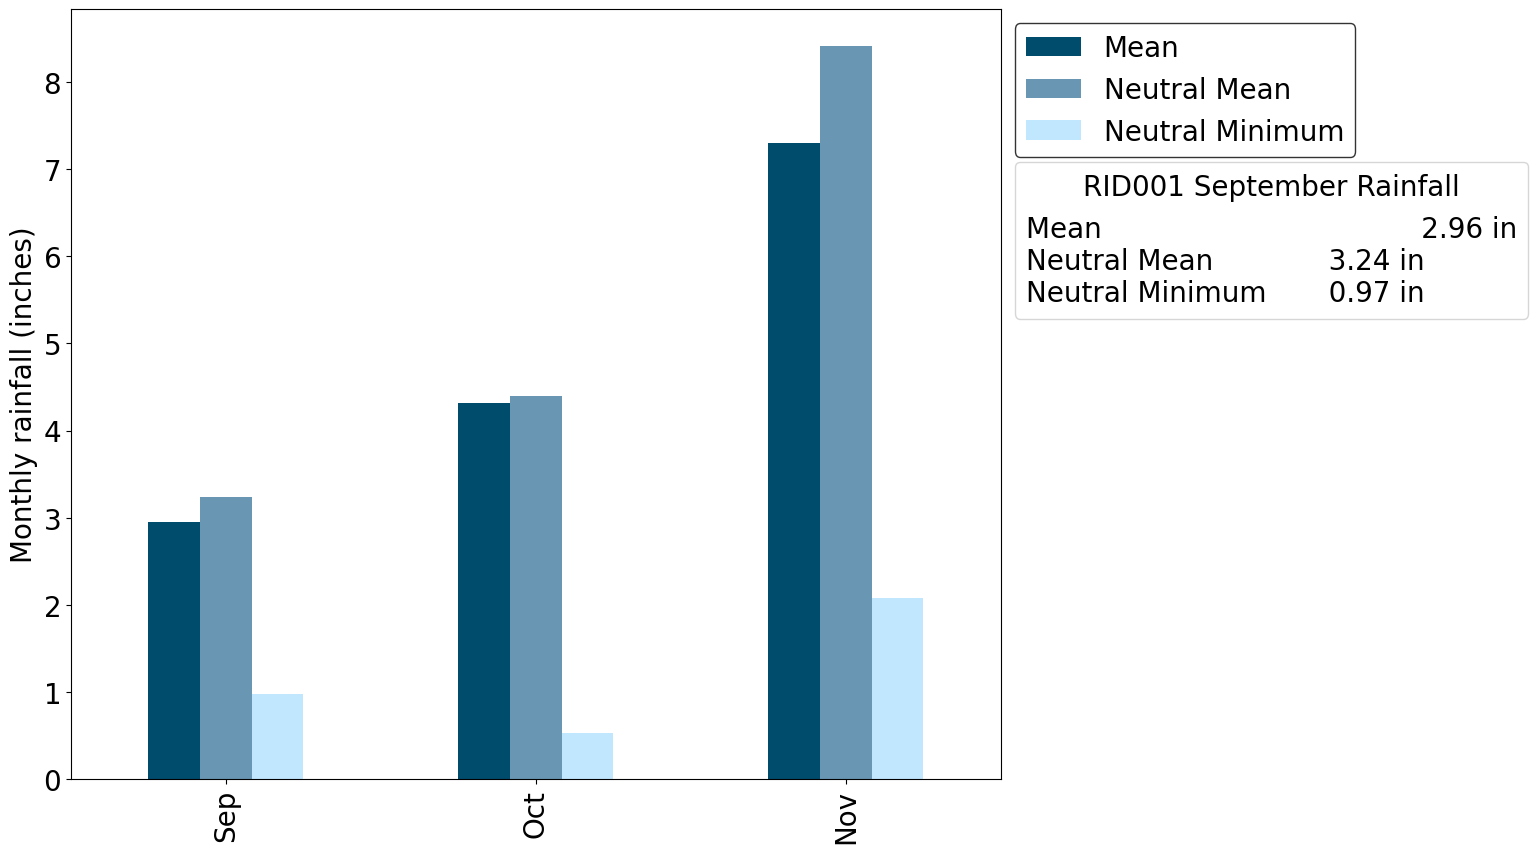 Monthly rainfall (inches)
8
7
6
5
4
3
2
1
0
Sep
Oct
Nov
Mean
Neutral Mean
Neutral Minimum
RID001 September Rainfall
Mean 2.96 in
Neutral Mean 3.24 in
Neutral Minimum 0.97 in